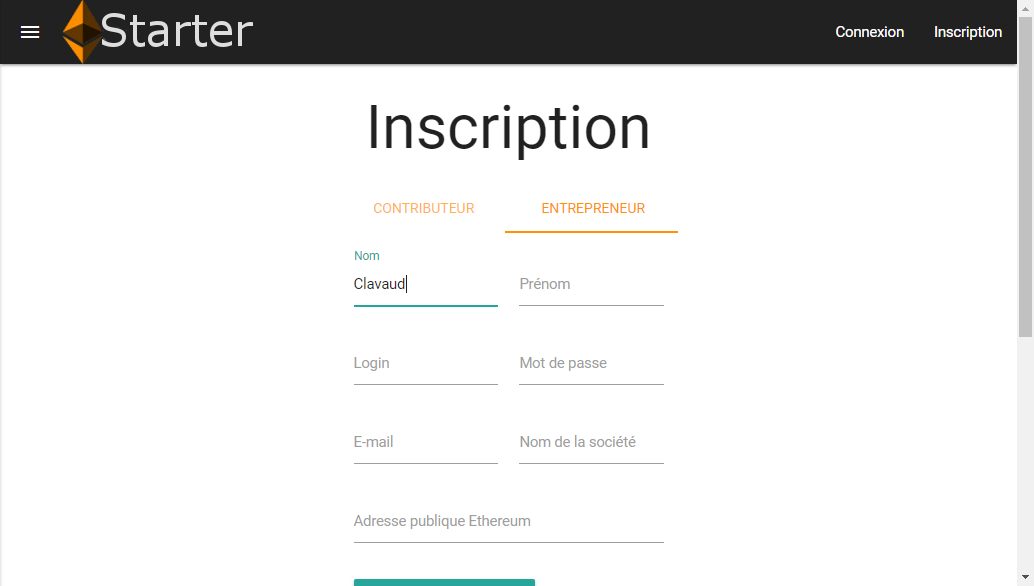 Starter
Connexion Inscription
Inscription
CONTRIBUTEUR ENTREPRENEUR
Nom
Clavaud Prénom
Login Mot de passe
E-mail Nom de la société
Adresse publique Ethereum